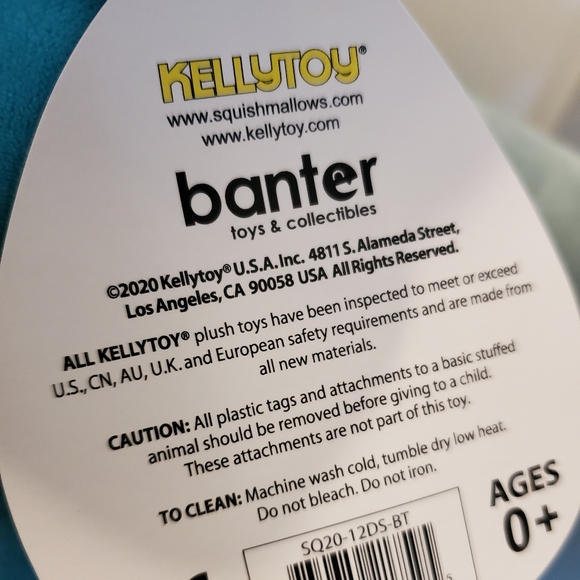 KELLYTOY®
www.squishmallows.com
www.kellytoy.com
banter
toys & collectibles
©2020 Kellytoy® U.S.A. Inc. 4811 S. Alameda Street,
Los Angeles, CA 90058 USA All Rights Reserved.
ALL KELLYTOY® plush toys have been inspected to meet or exceed
U.S., CN, AU, U.K. and European safety requirements and are made from
all new materials.
CAUTION: All plastic tags and attachments to a basic stuffed
animal should be removed before giving to a child.
These attachments are not part of this toy.
TO CLEAN: Machine wash cold, tumble dry low heat.
Do not bleach. Do not iron.
AGES
0+
SQ20-12DS-BT